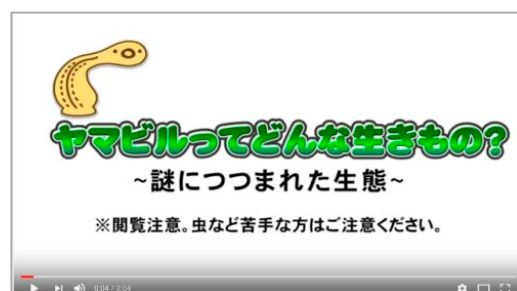 ヤマビルってどんな生きもの?
~謎につつまれた生態~
※閲覧注意。虫など苦手な方はご注意ください。
0:04 / 3:04